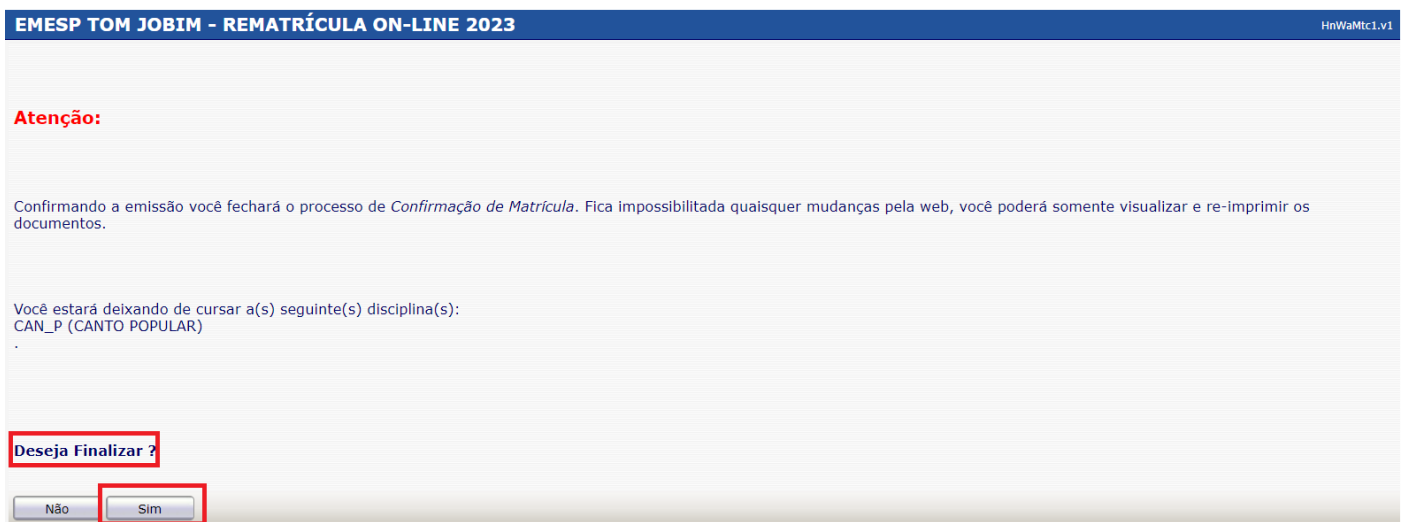 EMESP TOM JOBIM - REMATRÍCULA ON-LINE 2023
HnWaMtc1.v1
Atenção:
Confirmando a emissão você fechará o processo de Confirmação de Matrícula. Fica impossibilitada quaisquer mudanças pela web, você poderá somente visualizar e re-imprimir os
documentos.
Você estará deixando de cursar a(s) seguinte(s) disciplina(s):
CAN_P (CANTO POPULAR)
.
Deseja Finalizar ?
Não
Sim